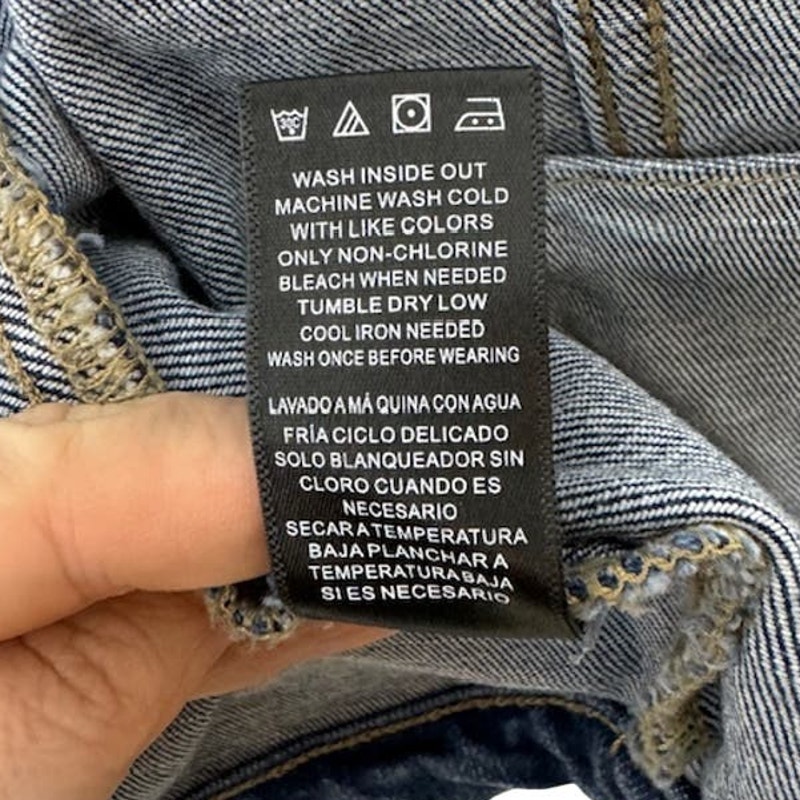 30C
WASH INSIDE OUT
MACHINE WASH COLD
WITH LIKE COLORS
ONLY NON-CHLORINE
BLEACH WHEN NEEDED
TUMBLE DRY LOW
COOL IRON NEEDED
WASH ONCE BEFORE WEARING
LAVADO A MÁ QUINA CON AGUA
FRÍA CICLO DELICADO
SOLO BLANQUEADOR SIN
CLORO CUANDO ES
NECESARIO
SECAR A TEMPERATURA
BAJA PLANCHAR A
TEMPERATURA BAJA
SI ES NECESARIO